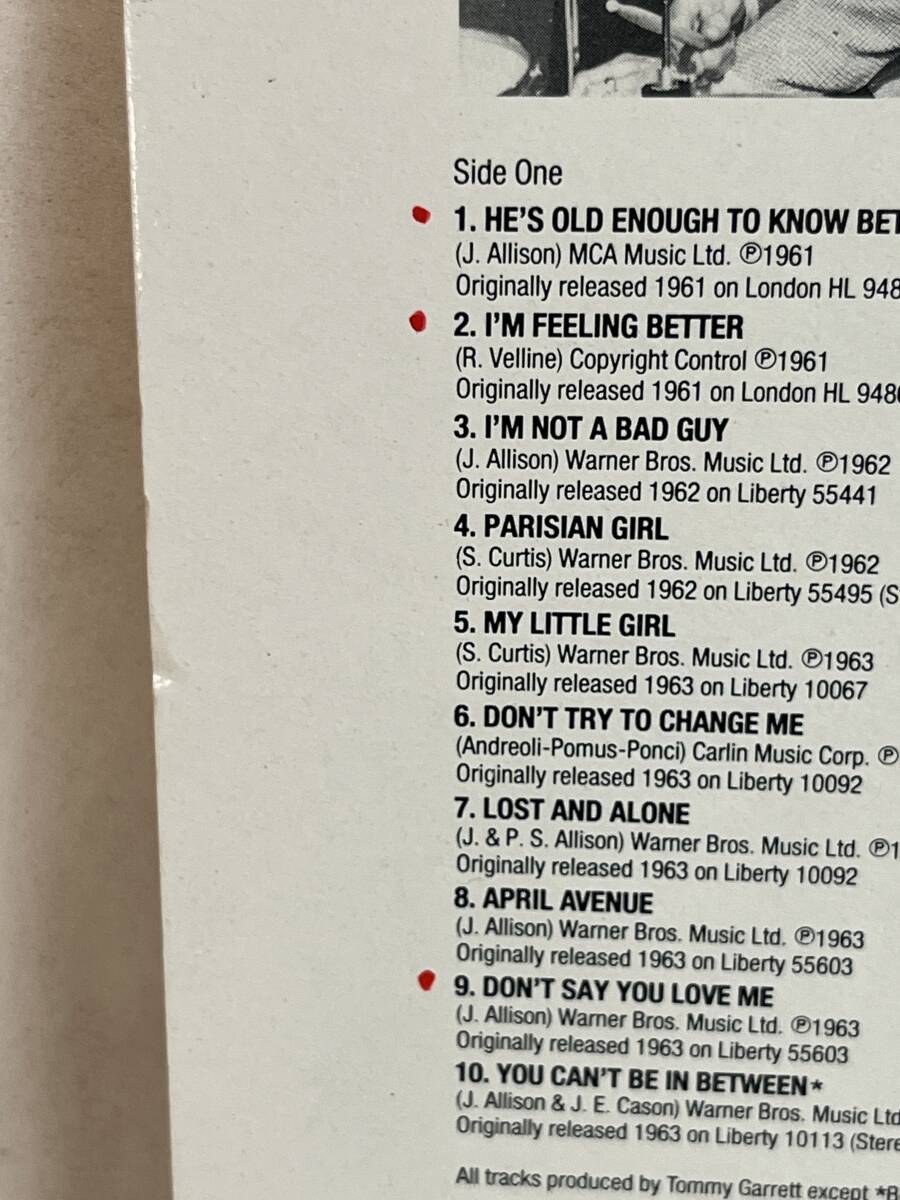 Side One
1. HE'S OLD ENOUGH TO KNOW
(J. Allison) MCA Music Ltd. ℗1961
Originally released 1961 on London HL
2. I'M FEELING BETTER
(R. Velline) Copyright Control ℗1961
Originally released 1961 on London HL
3. I'M NOT A BAD GUY
(J. Allison) Warner Bros. Music Ltd. ℗1962
Originally released 1962 on Liberty 55441
4. PARISIAN GIRL
(S. Curtis) Warner Bros. Music Ltd. ℗1962
Originally released 1962 on Liberty 55495
5. MY LITTLE GIRL
(S. Curtis) Warner Bros. Music Ltd. ℗1963
Originally released 1963 on Liberty 10067
6. DON'T TRY TO CHANGE ME
(Andreoli-Pomus-Ponci) Carlin Music Corp. ℗
Originally released 1963 on Liberty 10092
7. LOST AND ALONE
(J. & P. S. Allison) Warner Bros. Music Ltd. ℗1
Originally released 1963 on Liberty 10092
8. APRIL AVENUE
(J. Allison) Warner Bros. Music Ltd. ℗1963
Originally released 1963 on Liberty 55603
9. DON'T SAY YOU LOVE ME
(J. Allison) Warner Bros. Music Ltd. ℗1963
Originally released 1963 on Liberty 55603
10. YOU CAN'T BE IN BETWEEN*
(J. Allison & J. E. Cason) Warner Bros. Music Ltd
Originally released 1963 on Liberty 10113
All tracks produced by Tommy Garrett except